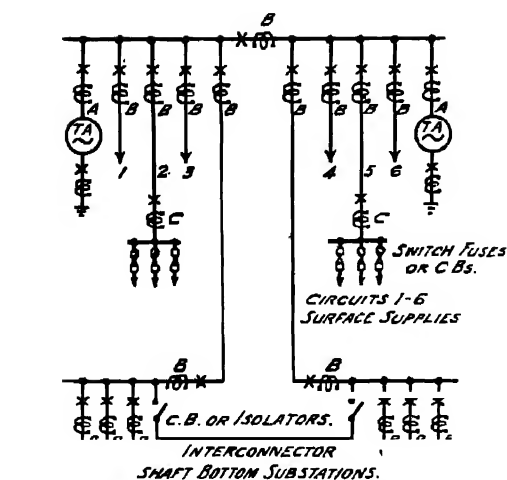 B
A B B B B B B B B A
TA TA
1 2 3 4 5 6
C C
SWITCH FUSES
OR C BS.
CIRCUITS 1-6
SURFACE SUPPLIES
B B
C.B. OR ISOLATORS.
INTERCONNECTOR
SHAFT BOTTOM SUBSTATIONS.